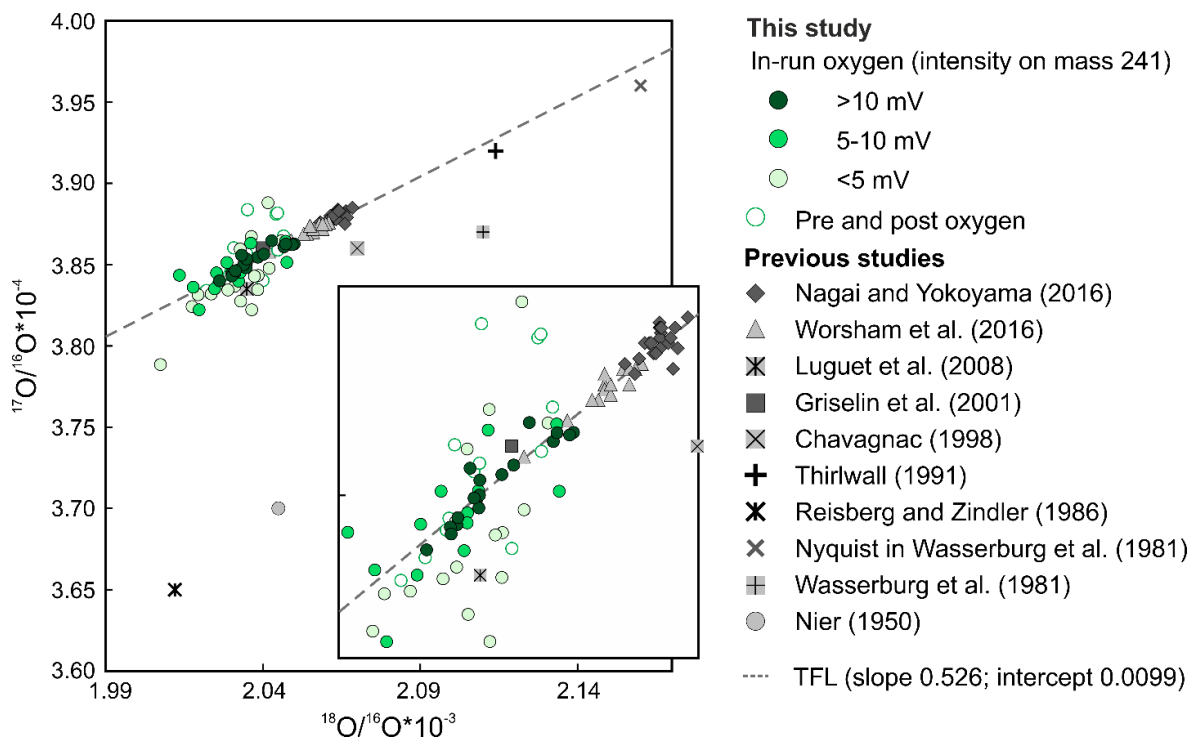 4.00
3.95
3.90
3.85
3.80
3.75
3.70
3.65
3.60
¹⁷O/¹⁶O*10⁻⁴
1.99
2.04
2.09
2.14
¹⁸O/¹⁶O*10⁻³
This study
In-run oxygen (intensity on mass 241)
>10 mV
5-10 mV
<5 mV
Pre and post oxygen
Previous studies
Nagai and Yokoyama (2016)
Worsham et al. (2016)
Luguet et al. (2008)
Griselin et al. (2001)
Chavagnac (1998)
Thirlwall (1991)
Reisberg and Zindler (1986)
Nyquist in Wasserburg et al. (1981)
Wasserburg et al. (1981)
Nier (1950)
TFL (slope 0.526; intercept 0.0099)